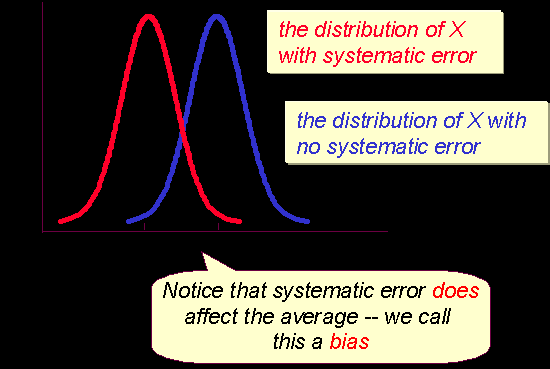 the distribution of X
with systematic error
the distribution of X with
no systematic error
Notice that systematic error does
affect the average -- we call
this a bias